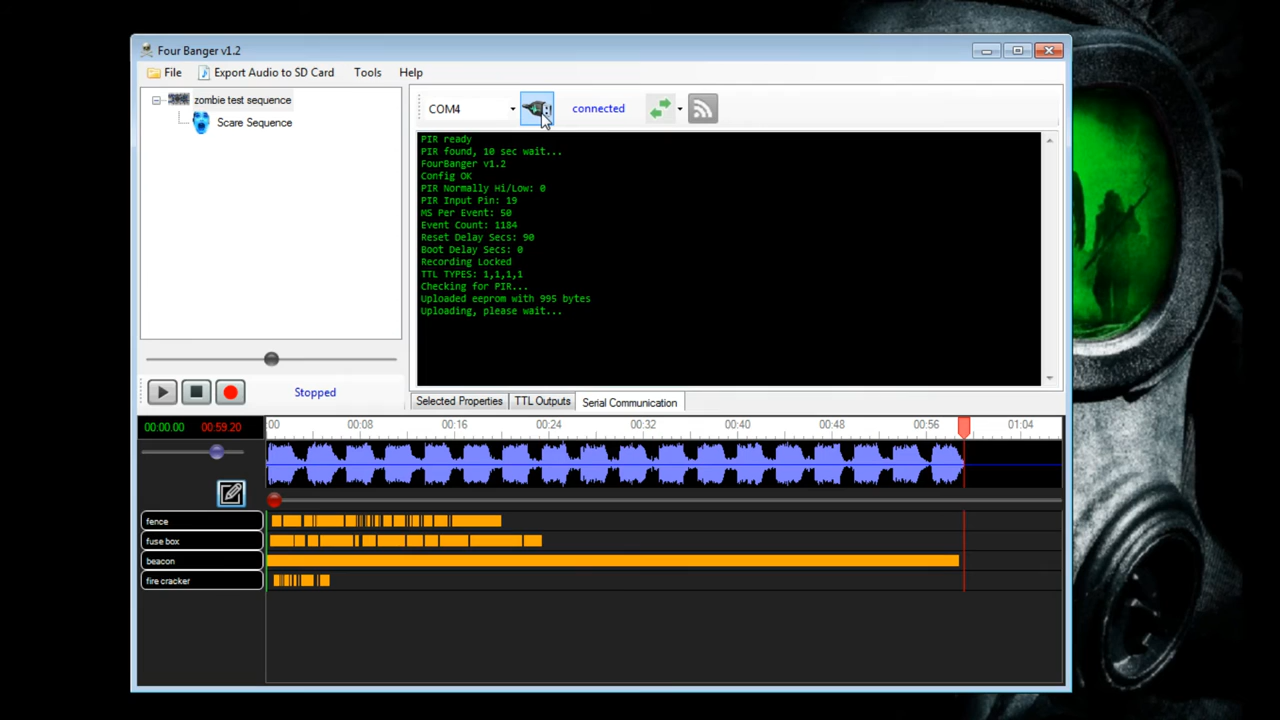 Four Banger v1.2
File Export Audio to SD Card Tools Help
zombie test sequence
Scare Sequence
COM4 connected
PIR ready
PIR found, 10 sec wait...
FourBanger v1.2
Config OK
PIR Normally Hi/Low: 0
PIR Input Pin: 19
MS Per Event: 50
Event Count: 1184
Reset Delay Secs: 90
Boot Delay Secs: 0
Recording Locked
TTL TYPES: 1,1,1,1
Checking for PIR...
Uploaded eeprom with 995 bytes
Uploading, please wait...
Stopped
Selected Properties TTL Outputs Serial Communication
00:00.00 00:59.20 :00 00:08 00:16 00:24 00:32 00:40 00:48 00:56 01:04
fence
fuse box
beacon
fire cracker